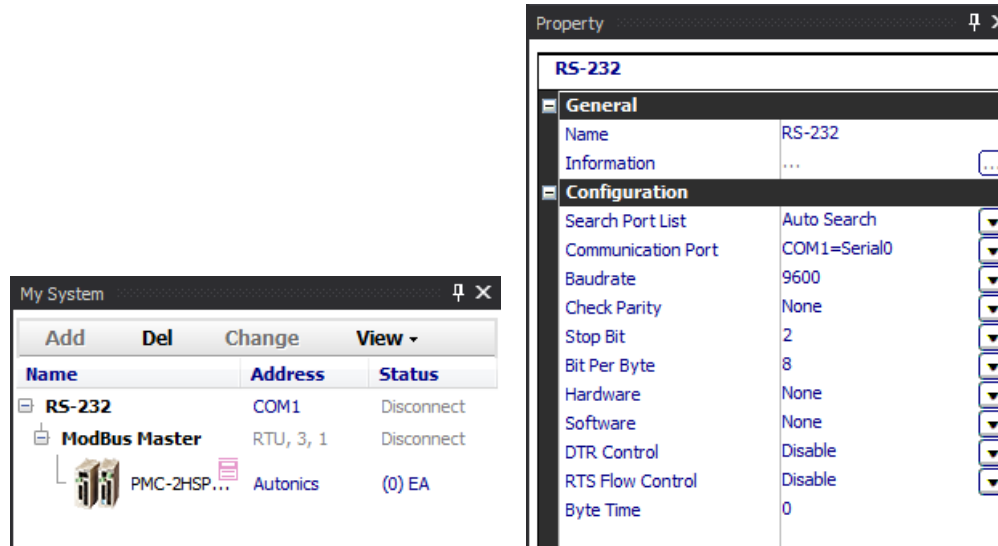 My System
Add Del Change View
Name Address Status
RS-232 COM1 Disconnect
ModBus Master RTU, 3, 1 Disconnect
PMC-2HSP... Autonics (0) EA
Property
RS-232
General
Name RS-232
Information ... ...
Configuration
Search Port List Auto Search
Communication Port COM1=Serial0
Baudrate 9600
Check Parity None
Stop Bit 2
Bit Per Byte 8
Hardware None
Software None
DTR Control Disable
RTS Flow Control Disable
Byte Time 0